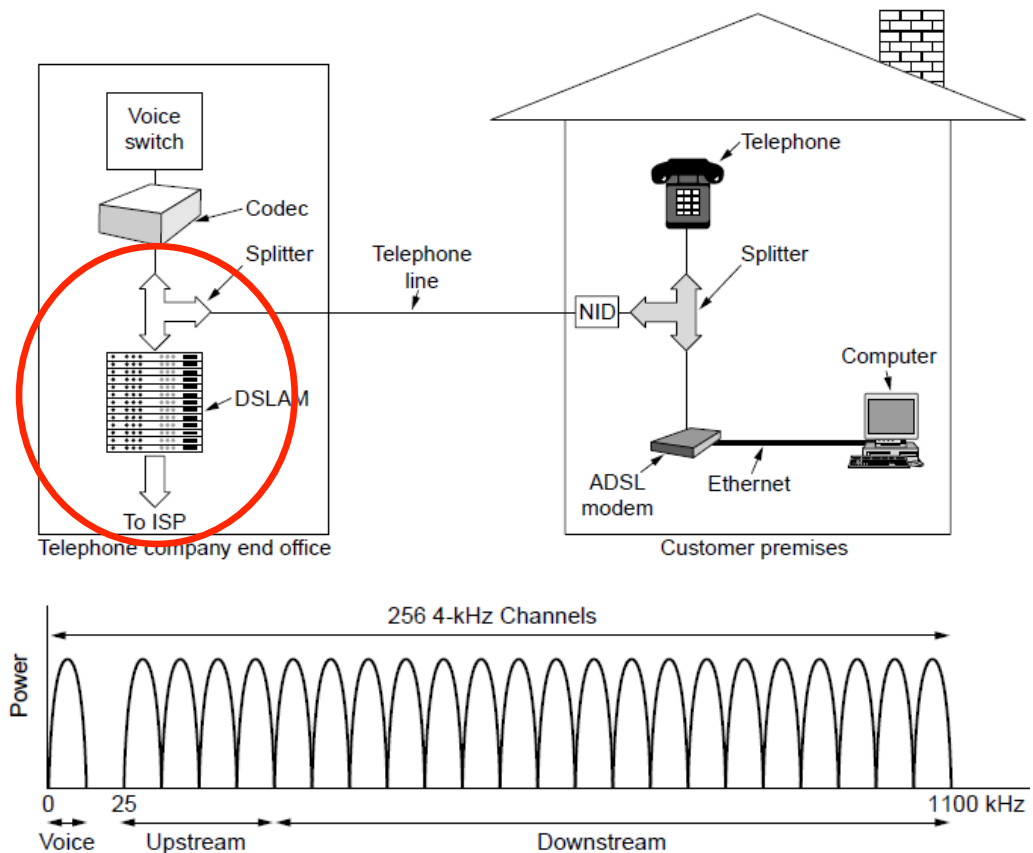 Voice
switch
Codec
Splitter
DSLAM
To ISP
Telephone company end office
Telephone
line
NID
Telephone
Splitter
Computer
ADSL
modem
Ethernet
Customer premises
256 4-kHz Channels
Power
0
25
1100 kHz
Voice
Upstream
Downstream